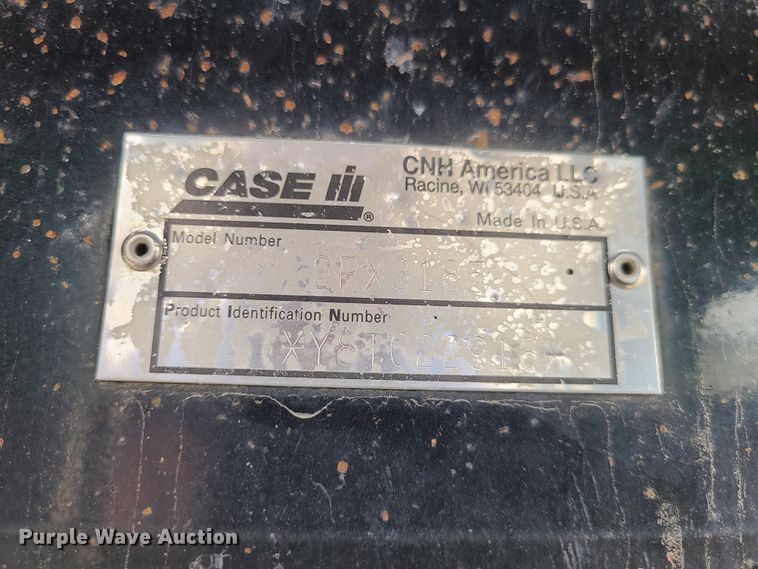 CASE IH
®
CNH America LLC
Racine, WI 53404 U.S.A
Made In U.S.A.
Model Number
SPX3185
Product Identification Number
Purple Wave Auction